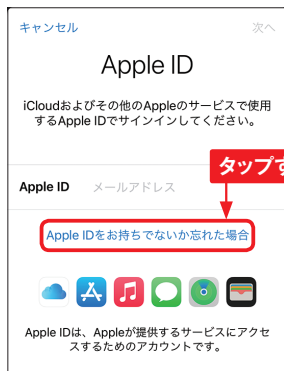 キャンセル 次へ
Apple ID
iCloudおよびその他のAppleのサービスで使用
するApple IDでサインインしてください。
タップす
Apple ID メールアドレス
Apple IDをお持ちでないか忘れた場合
Apple IDは、Appleが提供するサービスにアクセ
スするためのアカウントです。